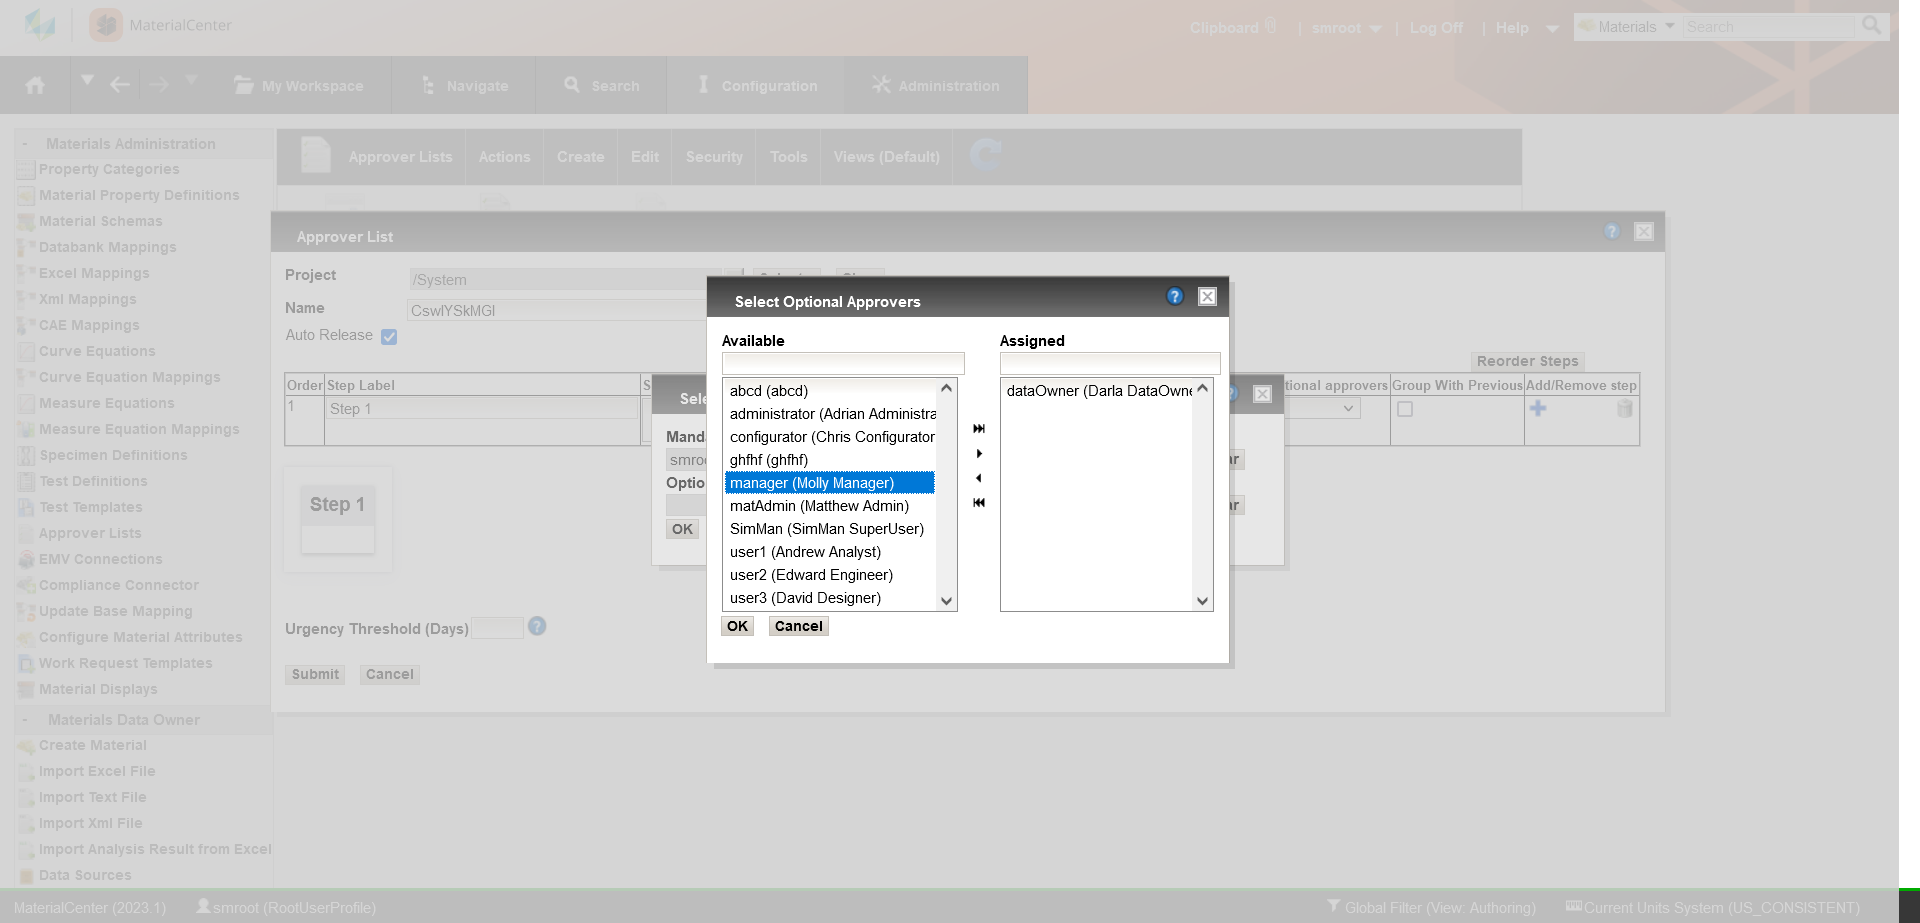 MaterialCenter
Clipboard | smroot | Log Off | Help Materials Search
My Workspace Navigate Search Configuration Administration
- Materials Administration
Property Categories
Material Property Definitions
Material Schemas
Databank Mappings
Excel Mappings
Xml Mappings
CAE Mappings
Curve Equations
Curve Equation Mappings
Measure Equations
Measure Equation Mappings
Specimen Definitions
Test Definitions
Test Templates
Approver Lists
EMV Connections
Compliance Connector
Update Base Mapping
Configure Material Attributes
Work Request Templates
Material Displays
- Materials Data Owner
Create Material
Import Excel File
Import Text File
Import Xml File
Import Analysis Result from Excel
Data Sources
Approver Lists Actions Create Edit Security Tools Views (Default)
Approver List
Project /System
Name CswlYSkMGl
Auto Release
Reorder Steps
Order Step Label S tional approvers Group With Previous Add/Remove step
1 Step 1
Step 1
Urgency Threshold (Days)
Submit Cancel
Sele
Manda
smroo
Optio
OK
Select Optional Approvers
Available Assigned
abcd (abcd)
administrator (Adrian Administra
configurator (Chris Configurator
ghfhf (ghfhf)
manager (Molly Manager)
matAdmin (Matthew Admin)
SimMan (SimMan SuperUser)
user1 (Andrew Analyst)
user2 (Edward Engineer)
user3 (David Designer)
dataOwner (Darla DataOwne
OK Cancel
MaterialCenter (2023.1) smroot (RootUserProfile) Global Filter (View: Authoring) Current Units System (US_CONSISTENT)